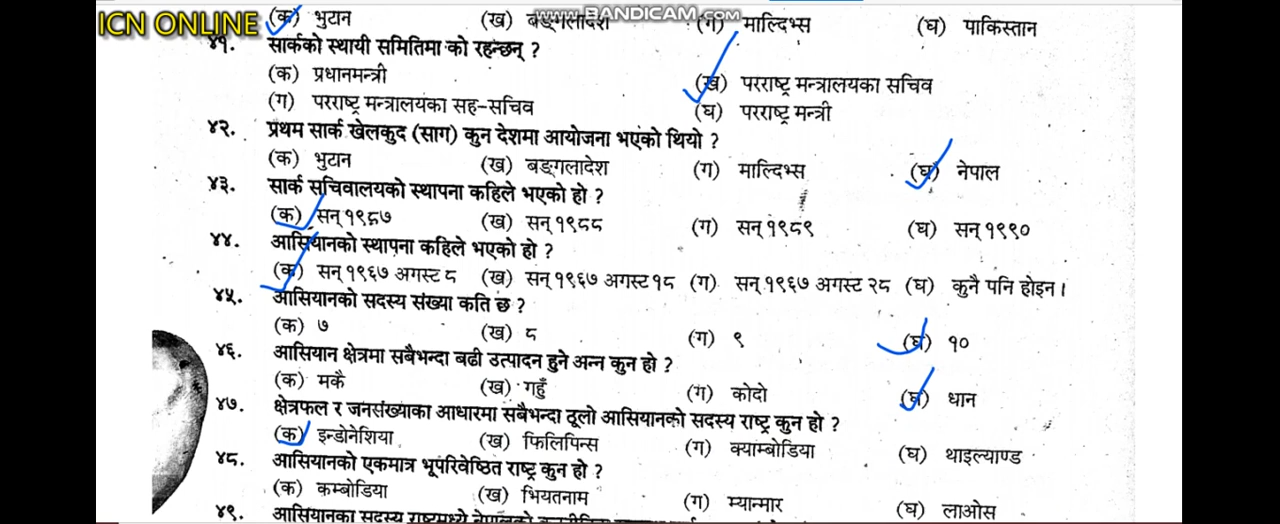 ICN ONLINE
WWW.BANDICAM.COM
(क) भुटान (ख) बङ्गलादेश (ग) माल्दिभ्स (घ) पाकिस्तान
४१. सार्कको स्थायी समितिमा को रहन्छन् ?
(क) प्रधानमन्त्री (ख) परराष्ट्र मन्त्रालयका सचिव
(ग) परराष्ट्र मन्त्रालयका सह-सचिव (घ) परराष्ट्र मन्त्री
४२. प्रथम सार्क खेलकुद (साग) कुन देशमा आयोजना भएको थियो ?
(क) भुटान (ख) बङ्गलादेश (ग) माल्दिभ्स (घ) नेपाल
४३. सार्क सचिवालयको स्थापना कहिले भएको हो ?
(क) सन् १९८७ (ख) सन् १९८८ (ग) सन् १९८९ (घ) सन् १९९०
४४. आसियानको स्थापना कहिले भएको हो ?
(क) सन् १९६७ अगस्ट ८ (ख) सन् १९६७ अगस्ट १८ (ग) सन् १९६७ अगस्ट २८ (घ) कुनै पनि होइन।
४५. आसियानको सदस्य संख्या कति छ ?
(क) ७ (ख) ८ (ग) ९ (घ) १०
४६. आसियान क्षेत्रमा सबैभन्दा बढी उत्पादन हुने अन्न कुन हो ?
(क) मकै (ख) गहुँ (ग) कोदो (घ) धान
४७. क्षेत्रफल र जनसंख्याका आधारमा सबैभन्दा ठूलो आसियानको सदस्य राष्ट्र कुन हो ?
(क) इन्डोनेशिया (ख) फिलिपिन्स (ग) क्याम्बोडिया (घ) थाइल्याण्ड
४८. आसियानको एकमात्र भूपरिवेष्ठित राष्ट्र कुन हो ?
(क) कम्बोडिया (ख) भियतनाम (ग) म्यान्मार (घ) लाओस
४९. आसियानका सदस्य राष्ट्रमध्ये नेपालको